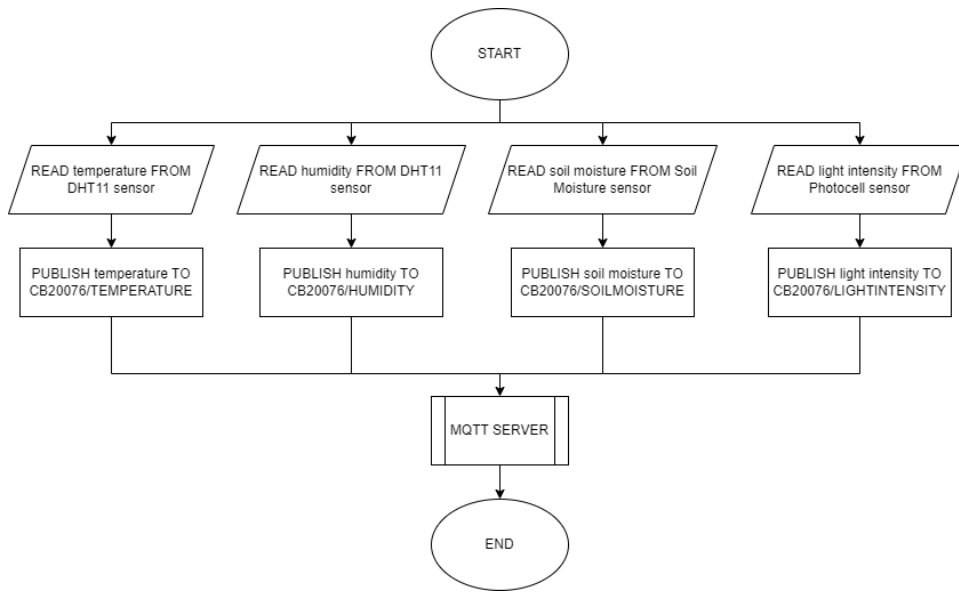 START
READ temperature FROM
DHT11 sensor
READ humidity FROM DHT11
sensor
READ soil moisture FROM Soil
Moisture sensor
READ light intensity FROM
Photocell sensor
PUBLISH temperature TO
CB20076/TEMPERATURE
PUBLISH humidity TO
CB20076/HUMIDITY
PUBLISH soil moisture TO
CB20076/SOILMOISTURE
PUBLISH light intensity TO
CB20076/LIGHTINTENSITY
MQTT SERVER
END